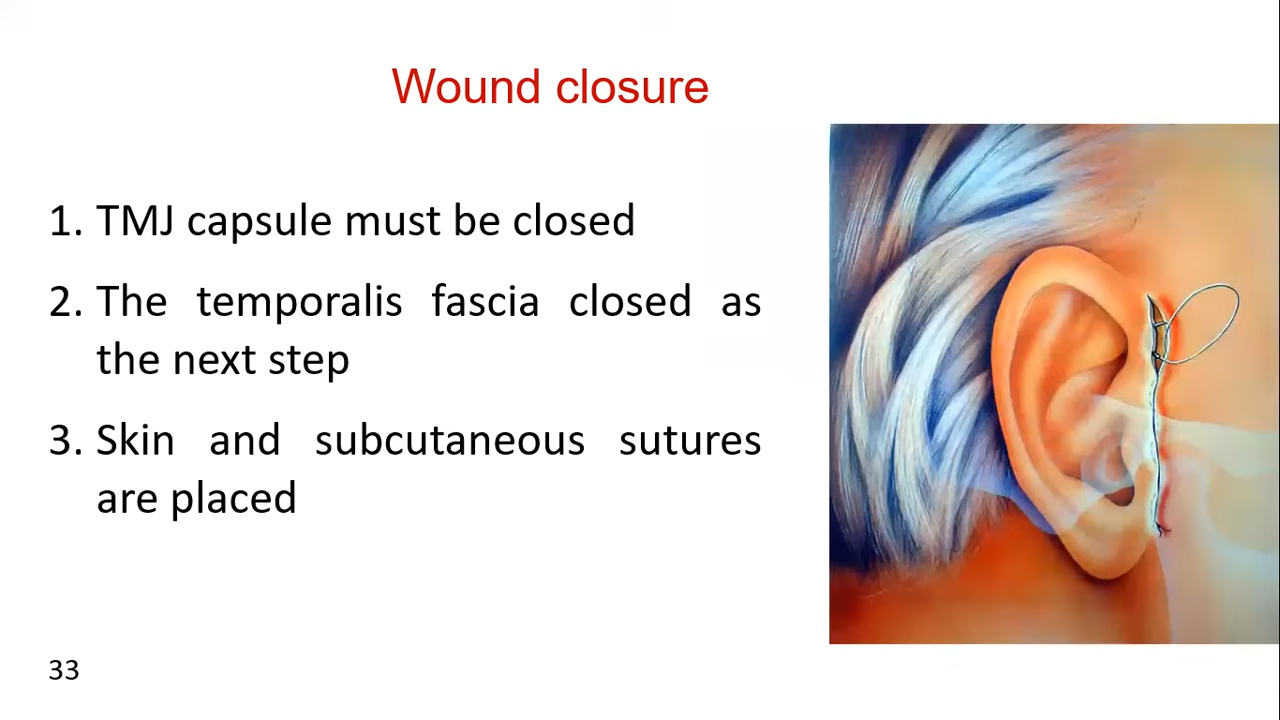 Wound closure
1. TMJ capsule must be closed
2. The temporalis fascia closed as
the next step
3. Skin and subcutaneous sutures
are placed
33